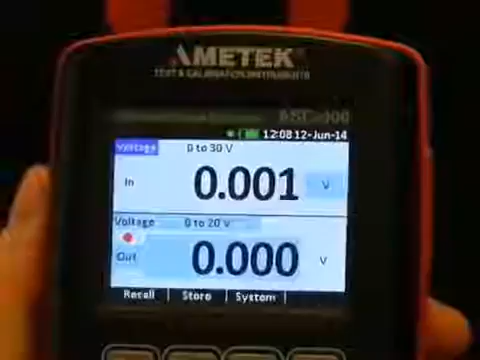 AMETEK
TEST & CALIBRATION INSTRUMENTS
12:08 12-Jun-14
Voltage 0 to 30 V
In 0.001 V
Voltage 0 to 20 V
Out 0.000 V
Recall Store System